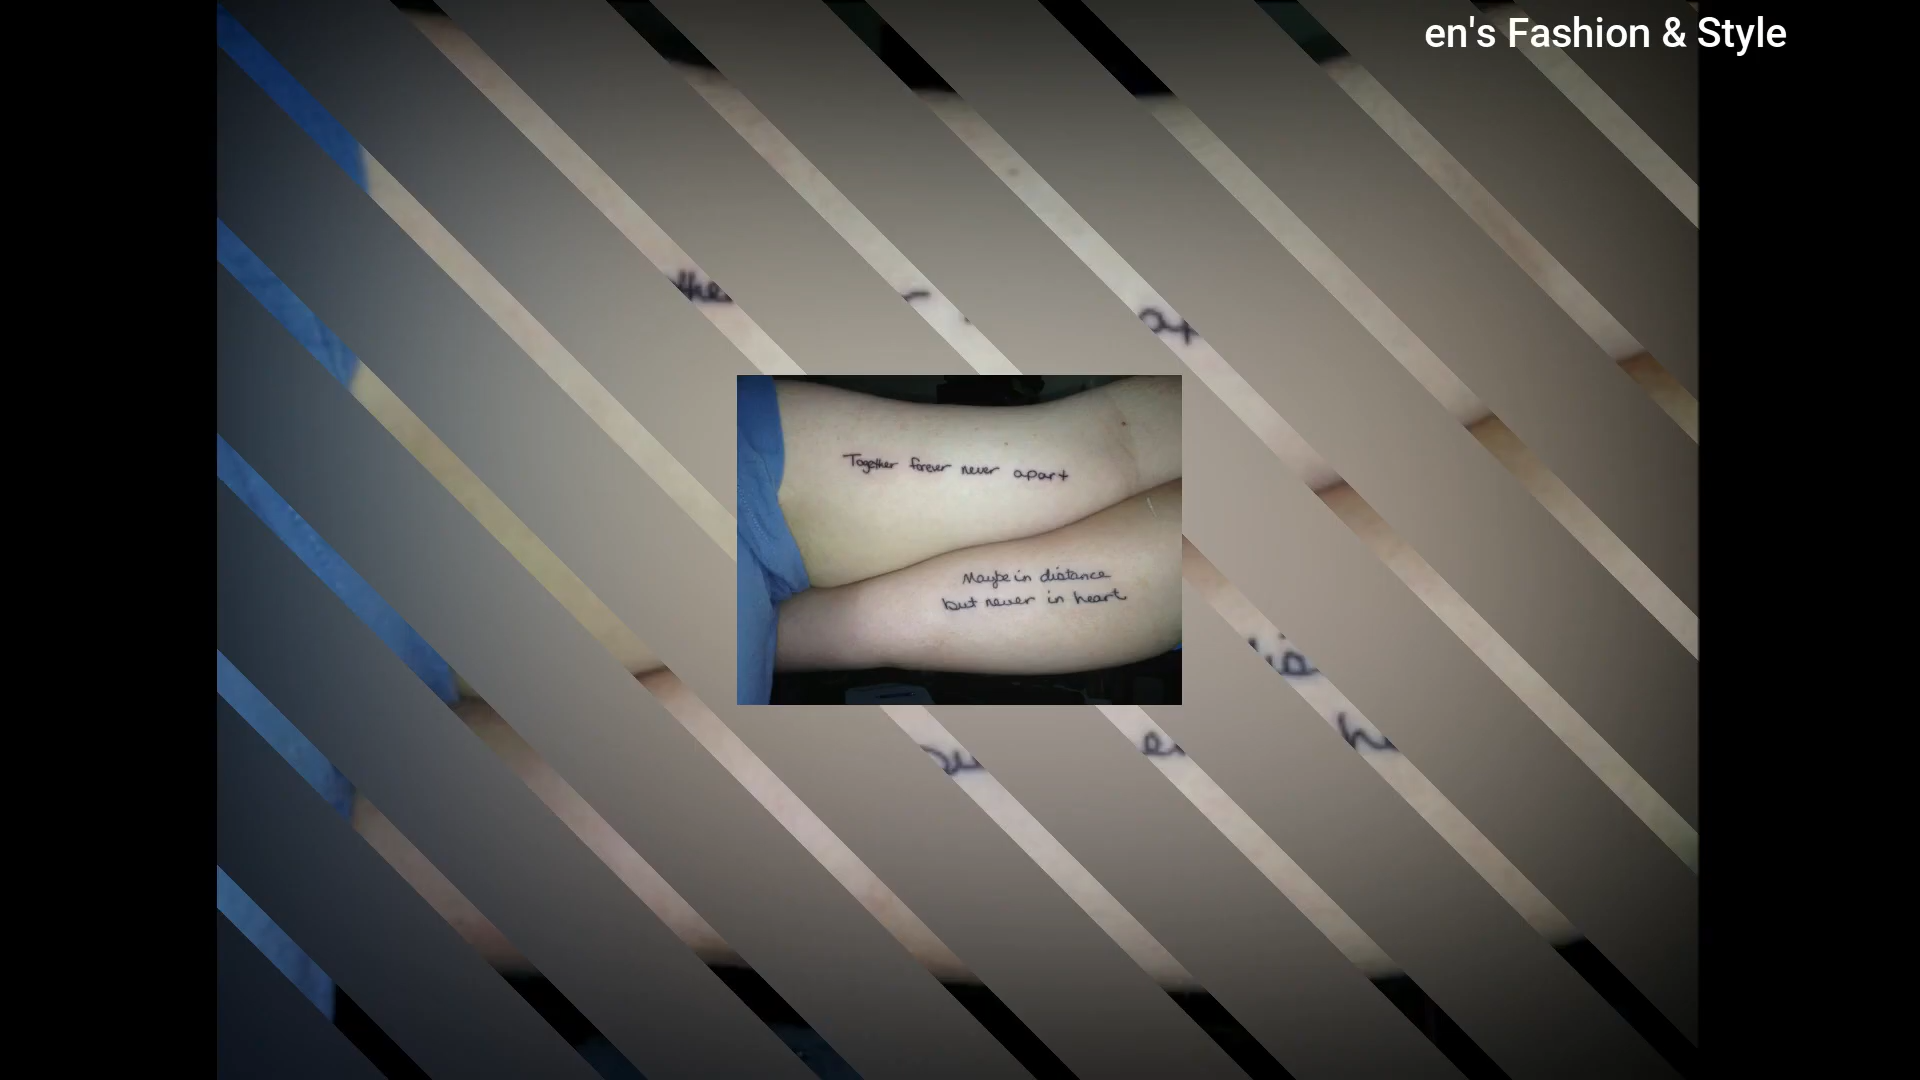 en's Fashion & Style
Together forever never apart
Maybe in distance
but never in heart